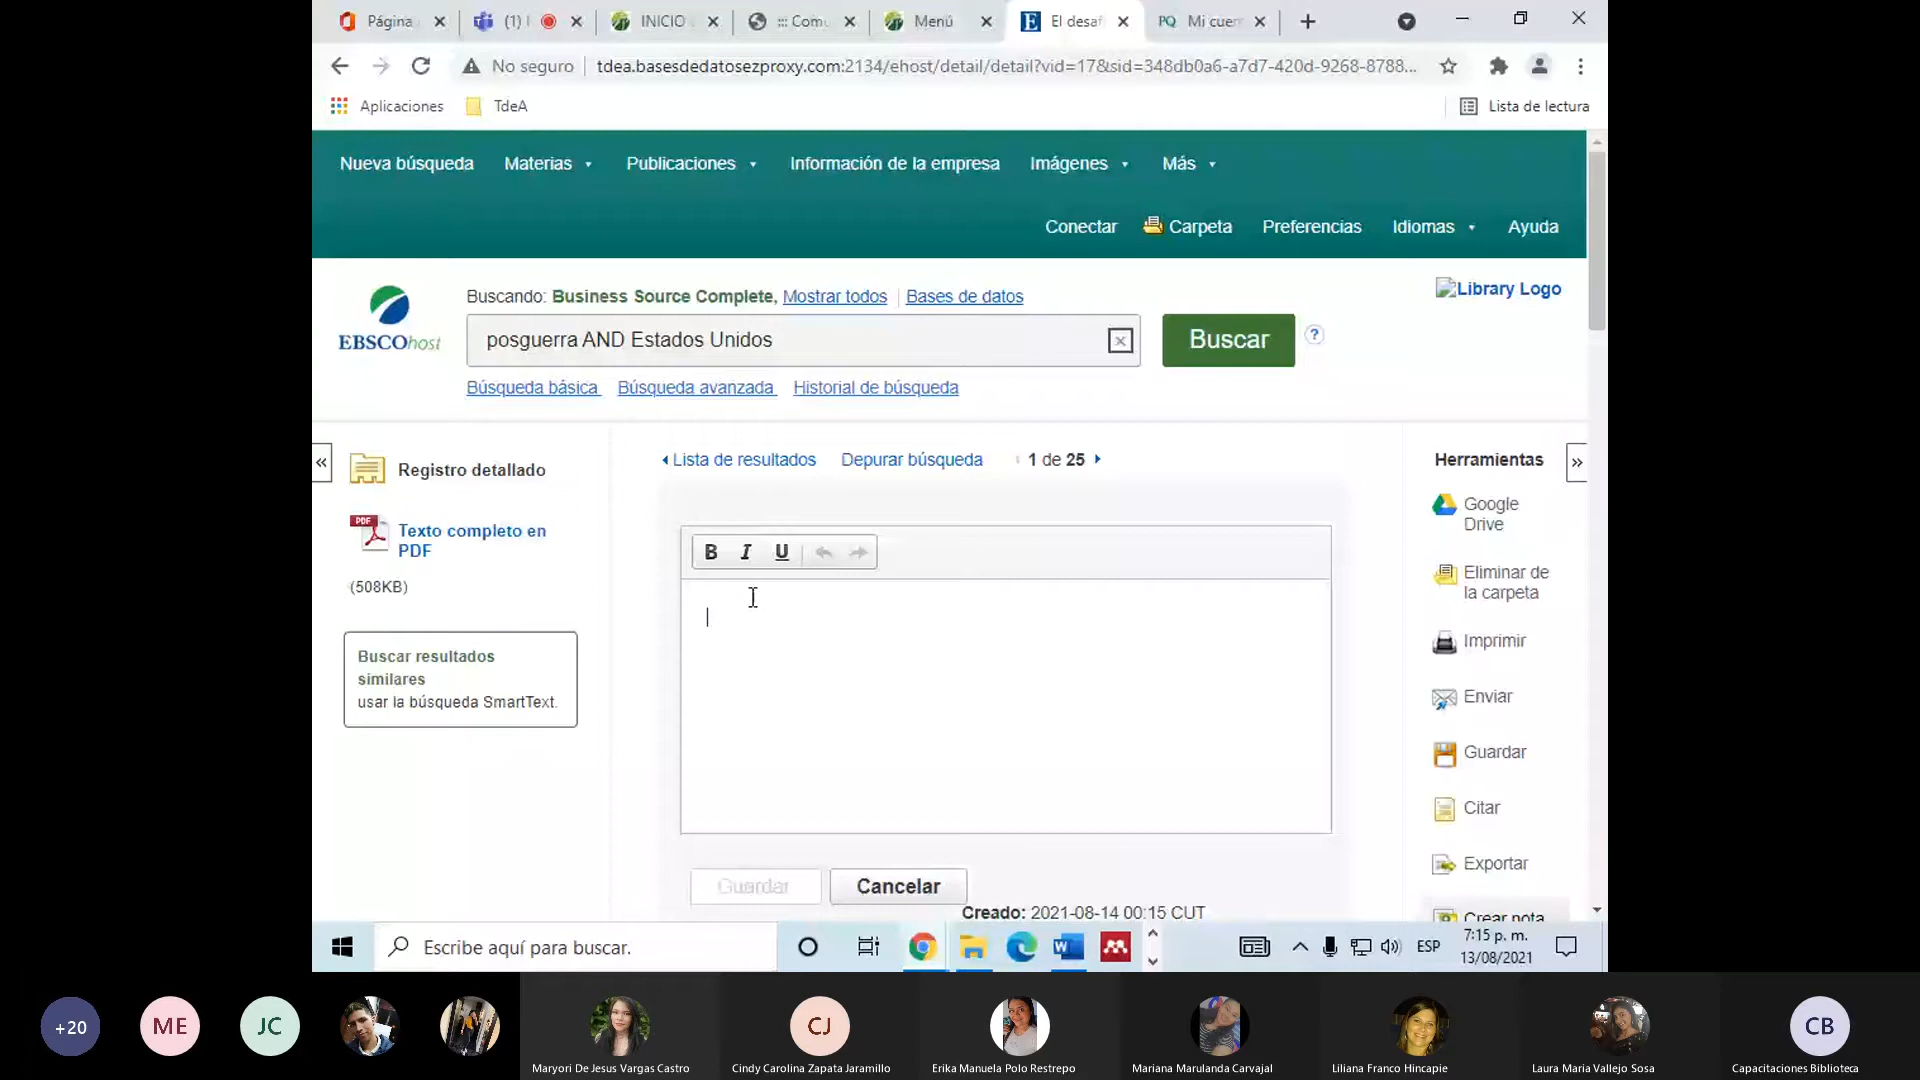 Página
(1)
INICIO
::: Com
Menú
El desaf
PQ Mi cuen
No seguro tdea.basesdedatosezproxy.com:2134/ehost/detail/detail?vid=17&sid=348db0a6-a7d7-420d-9268-8788...
Aplicaciones TdeA Lista de lectura
Nueva búsqueda Materias Publicaciones Información de la empresa Imágenes Más
Conectar Carpeta Preferencias Idiomas Ayuda
Buscando: Business Source Complete, Mostrar todos Bases de datos
Library Logo
EBSCOhost
posguerra AND Estados Unidos
Buscar
?
Búsqueda básica Búsqueda avanzada Historial de búsqueda
« Registro detallado
Lista de resultados Depurar búsqueda 1 de 25
Herramientas »
PDF
Texto completo en
PDF
(508KB)
Buscar resultados
similares
usar la búsqueda SmartText.
B I U
Guardar Cancelar
Creado: 2021-08-14 00:15 CUT
Google
Drive
Eliminar de
la carpeta
Imprimir
Enviar
Guardar
Citar
Exportar
Crear nota
Escribe aquí para buscar.
W
ESP
7:15 p. m.
13/08/2021
+20
ME
JC
CJ
CB
Maryori De Jesus Vargas Castro
Cindy Carolina Zapata Jaramillo
Erika Manuela Polo Restrepo
Mariana Marulanda Carvajal
Liliana Franco Hincapie
Laura Maria Vallejo Sosa
Capacitaciones Biblioteca